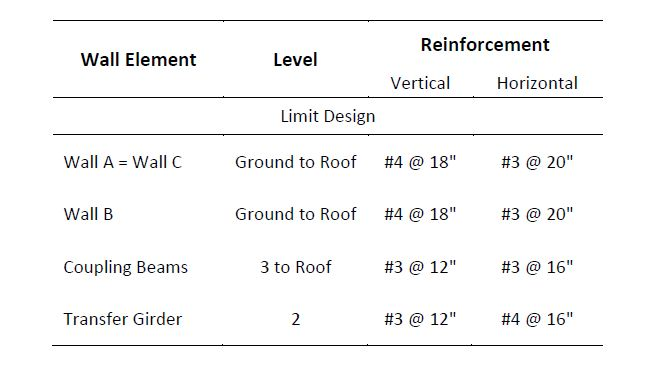 Wall Element Level Reinforcement
Vertical Horizontal
Limit Design
Wall A = Wall C Ground to Roof #4 @ 18" #3 @ 20"
Wall B Ground to Roof #4 @ 18" #3 @ 20"
Coupling Beams 3 to Roof #3 @ 12" #3 @ 16"
Transfer Girder 2 #3 @ 12" #4 @ 16"